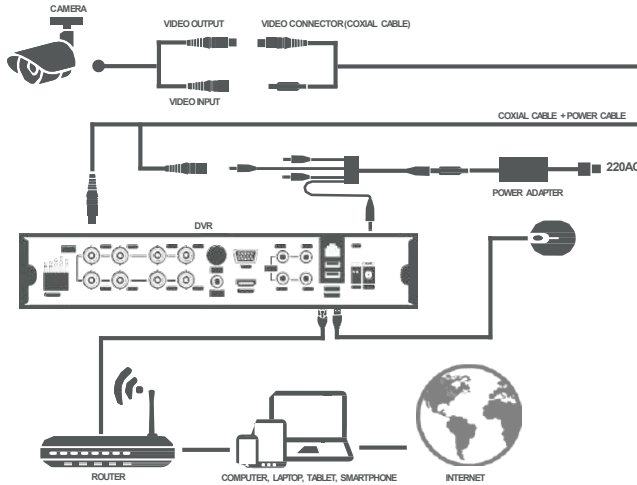 CAMERA
VIDEO OUTPUT
VIDEO CONNECTOR(COXIAL CABLE)
VIDEO INPUT
COXIAL CABLE + POWER CABLE
220AC
POWER ADAPTER
DVR
ROUTER
COMPUTER, LAPTOP, TABLET, SMARTPHONE
INTERNET